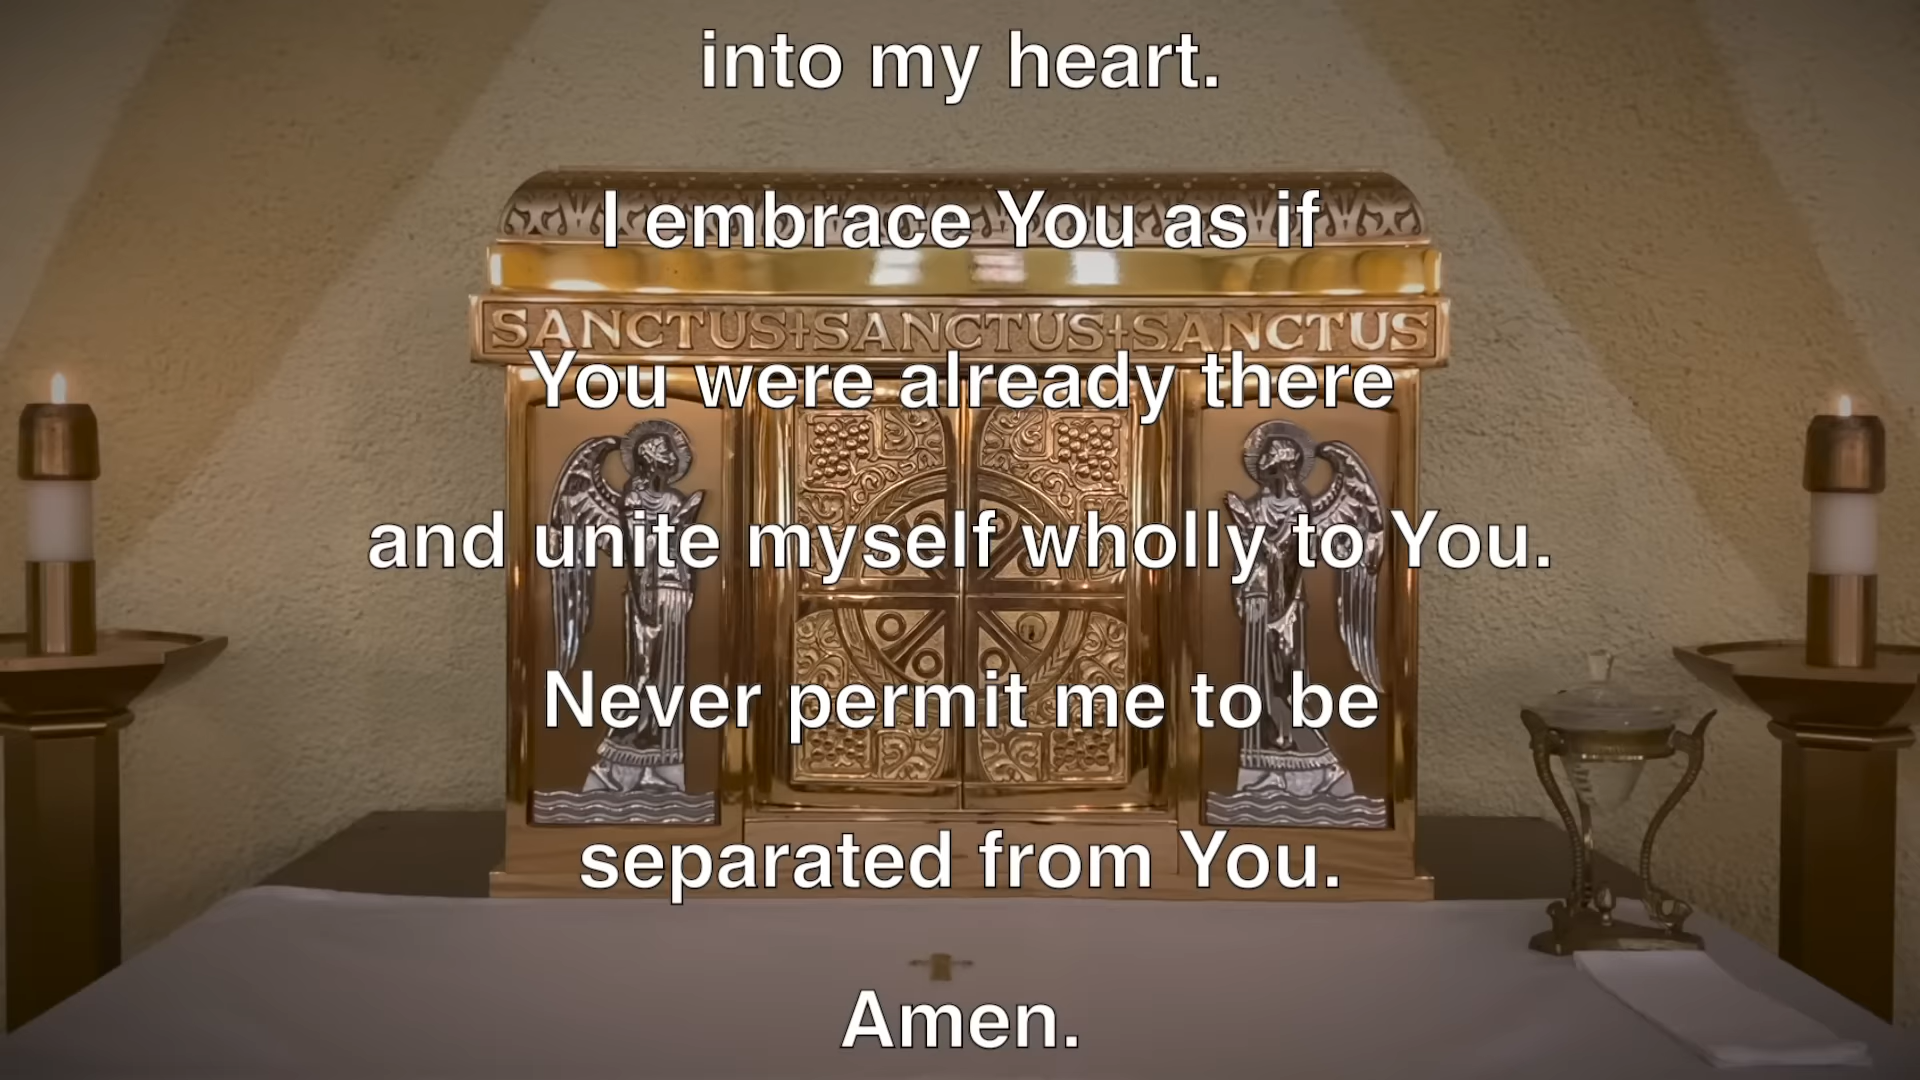 into my heart.
I embrace You as if
SANCTUS+SANCTUS+SANCTUS
You were already there
and unite myself wholly to You.
Never permit me to be
separated from You.
Amen.